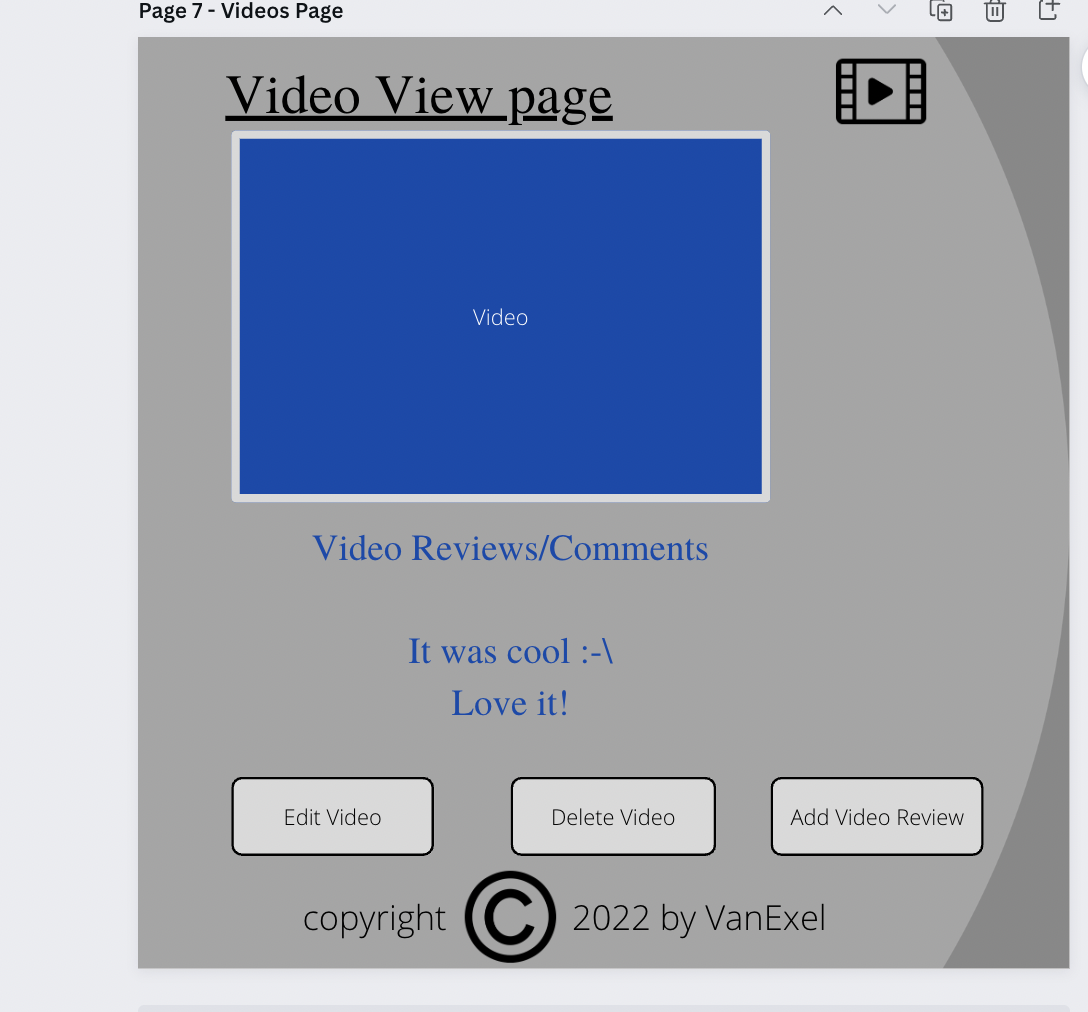 Page 7 - Videos Page
Video View page
Video
Video Reviews/Comments
It was cool :-\
Love it!
Edit Video
Delete Video
Add Video Review
copyright © 2022 by VanExel